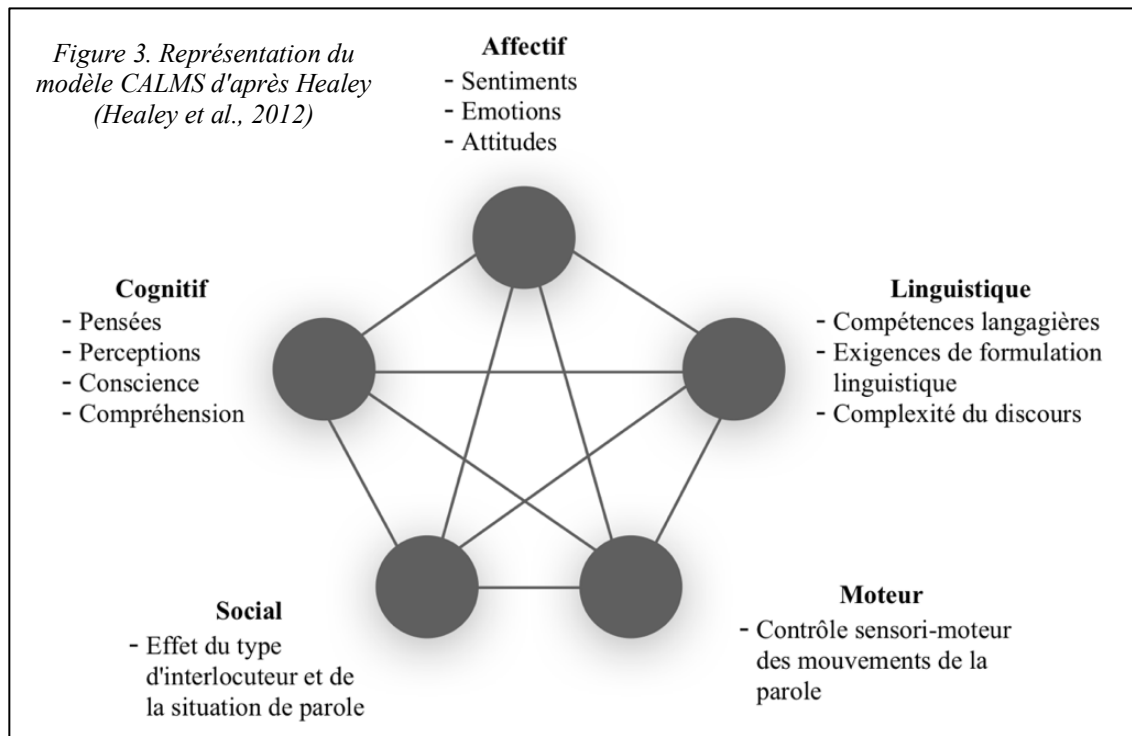 Figure 3. Représentation du
modèle CALMS d'après Healey
(Healey et al., 2012)
Affectif
- Sentiments
- Emotions
- Attitudes
Cognitif
- Pensées
- Perceptions
- Conscience
- Compréhension
Linguistique
- Compétences langagières
- Exigences de formulation
linguistique
- Complexité du discours
Social
- Effet du type
d'interlocuteur et de
la situation de parole
Moteur
- Contrôle sensori-moteur
des mouvements de la
parole